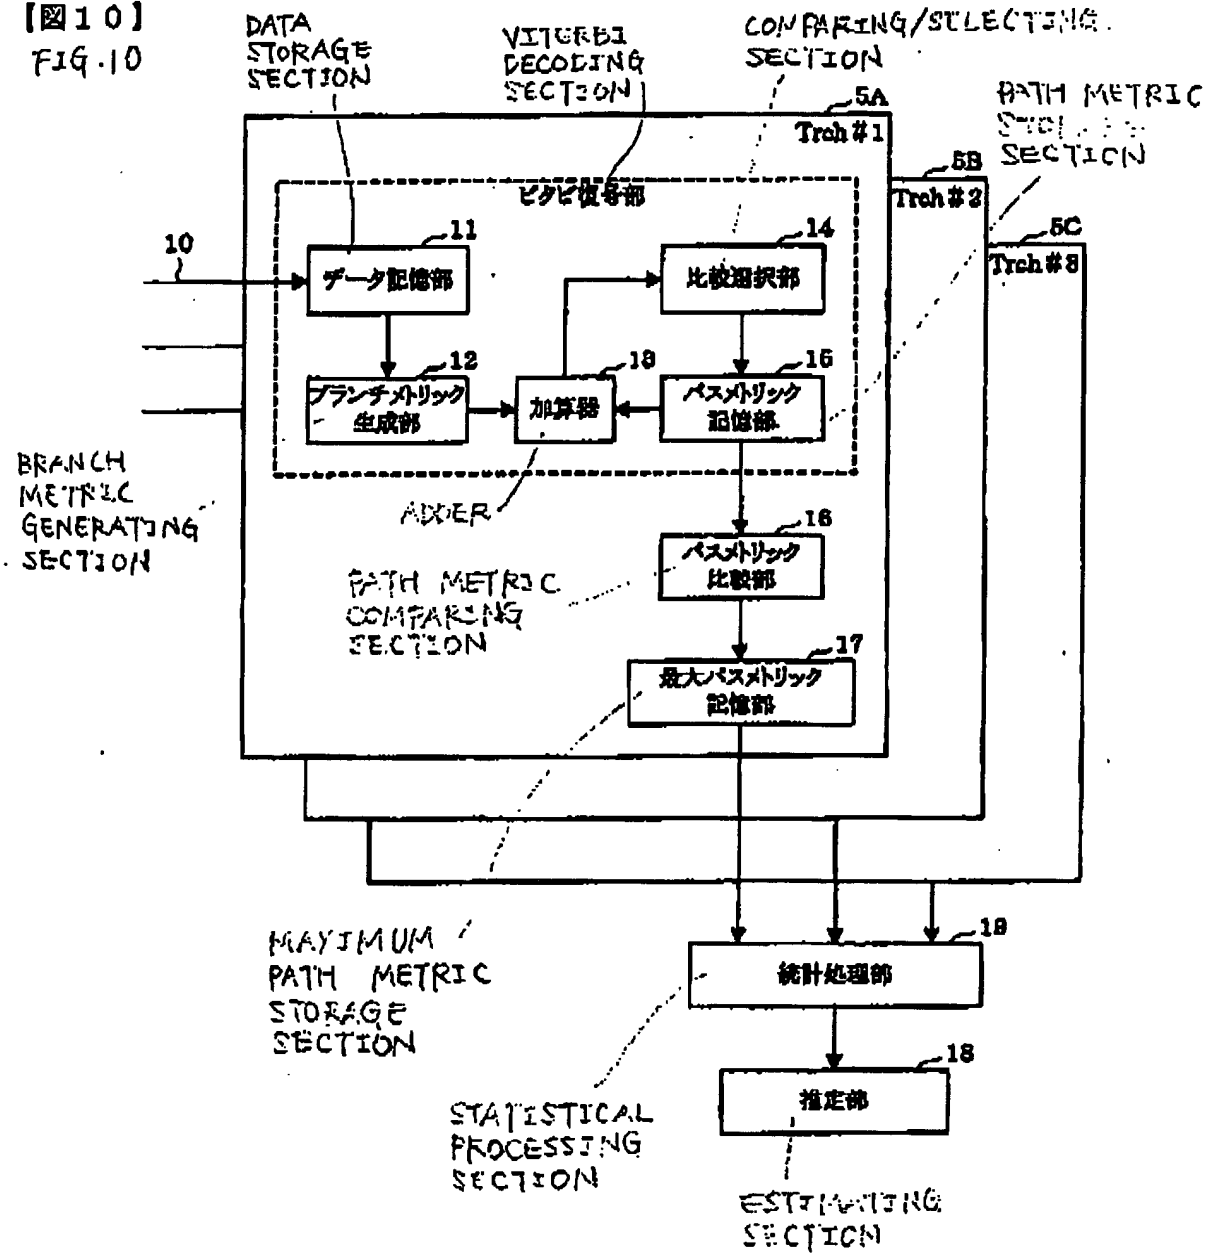 【図10】
FIG.10
DATA
STORAGE
SECTION
VITERBI
DECODING
SECTION
COMPARING/SELECTING
SECTION
PATH METRIC
SECTION
5A
Trch#1
5B
Trch#2
5C
Trch#3
ビタビ復号部
10
11
データ記憶部
14
比較選択部
12
ブランチメトリック
生成部
13
加算器
15
パスメトリック
記憶部
BRANCH
METRIC
GENERATING
SECTION
ADDER
16
パスメトリック
比較部
PATH METRIC
COMPARING
SECTION
17
最大パスメトリック
記憶部
MAXIMUM
PATH METRIC
STORAGE
SECTION
19
統計処理部
18
推定部
STATISTICAL
PROCESSING
SECTION
ESTIMATING
SECTION